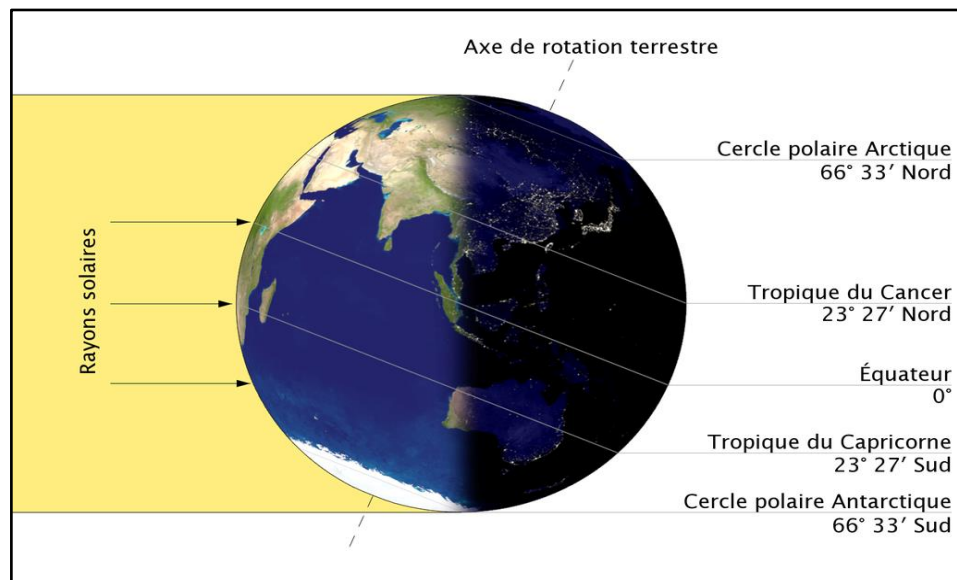 Axe de rotation terrestre
Cercle polaire Arctique
66° 33′ Nord
Rayons solaires
Tropique du Cancer
23° 27′ Nord
Équateur
0°
Tropique du Capricorne
23° 27′ Sud
Cercle polaire Antarctique
66° 33′ Sud